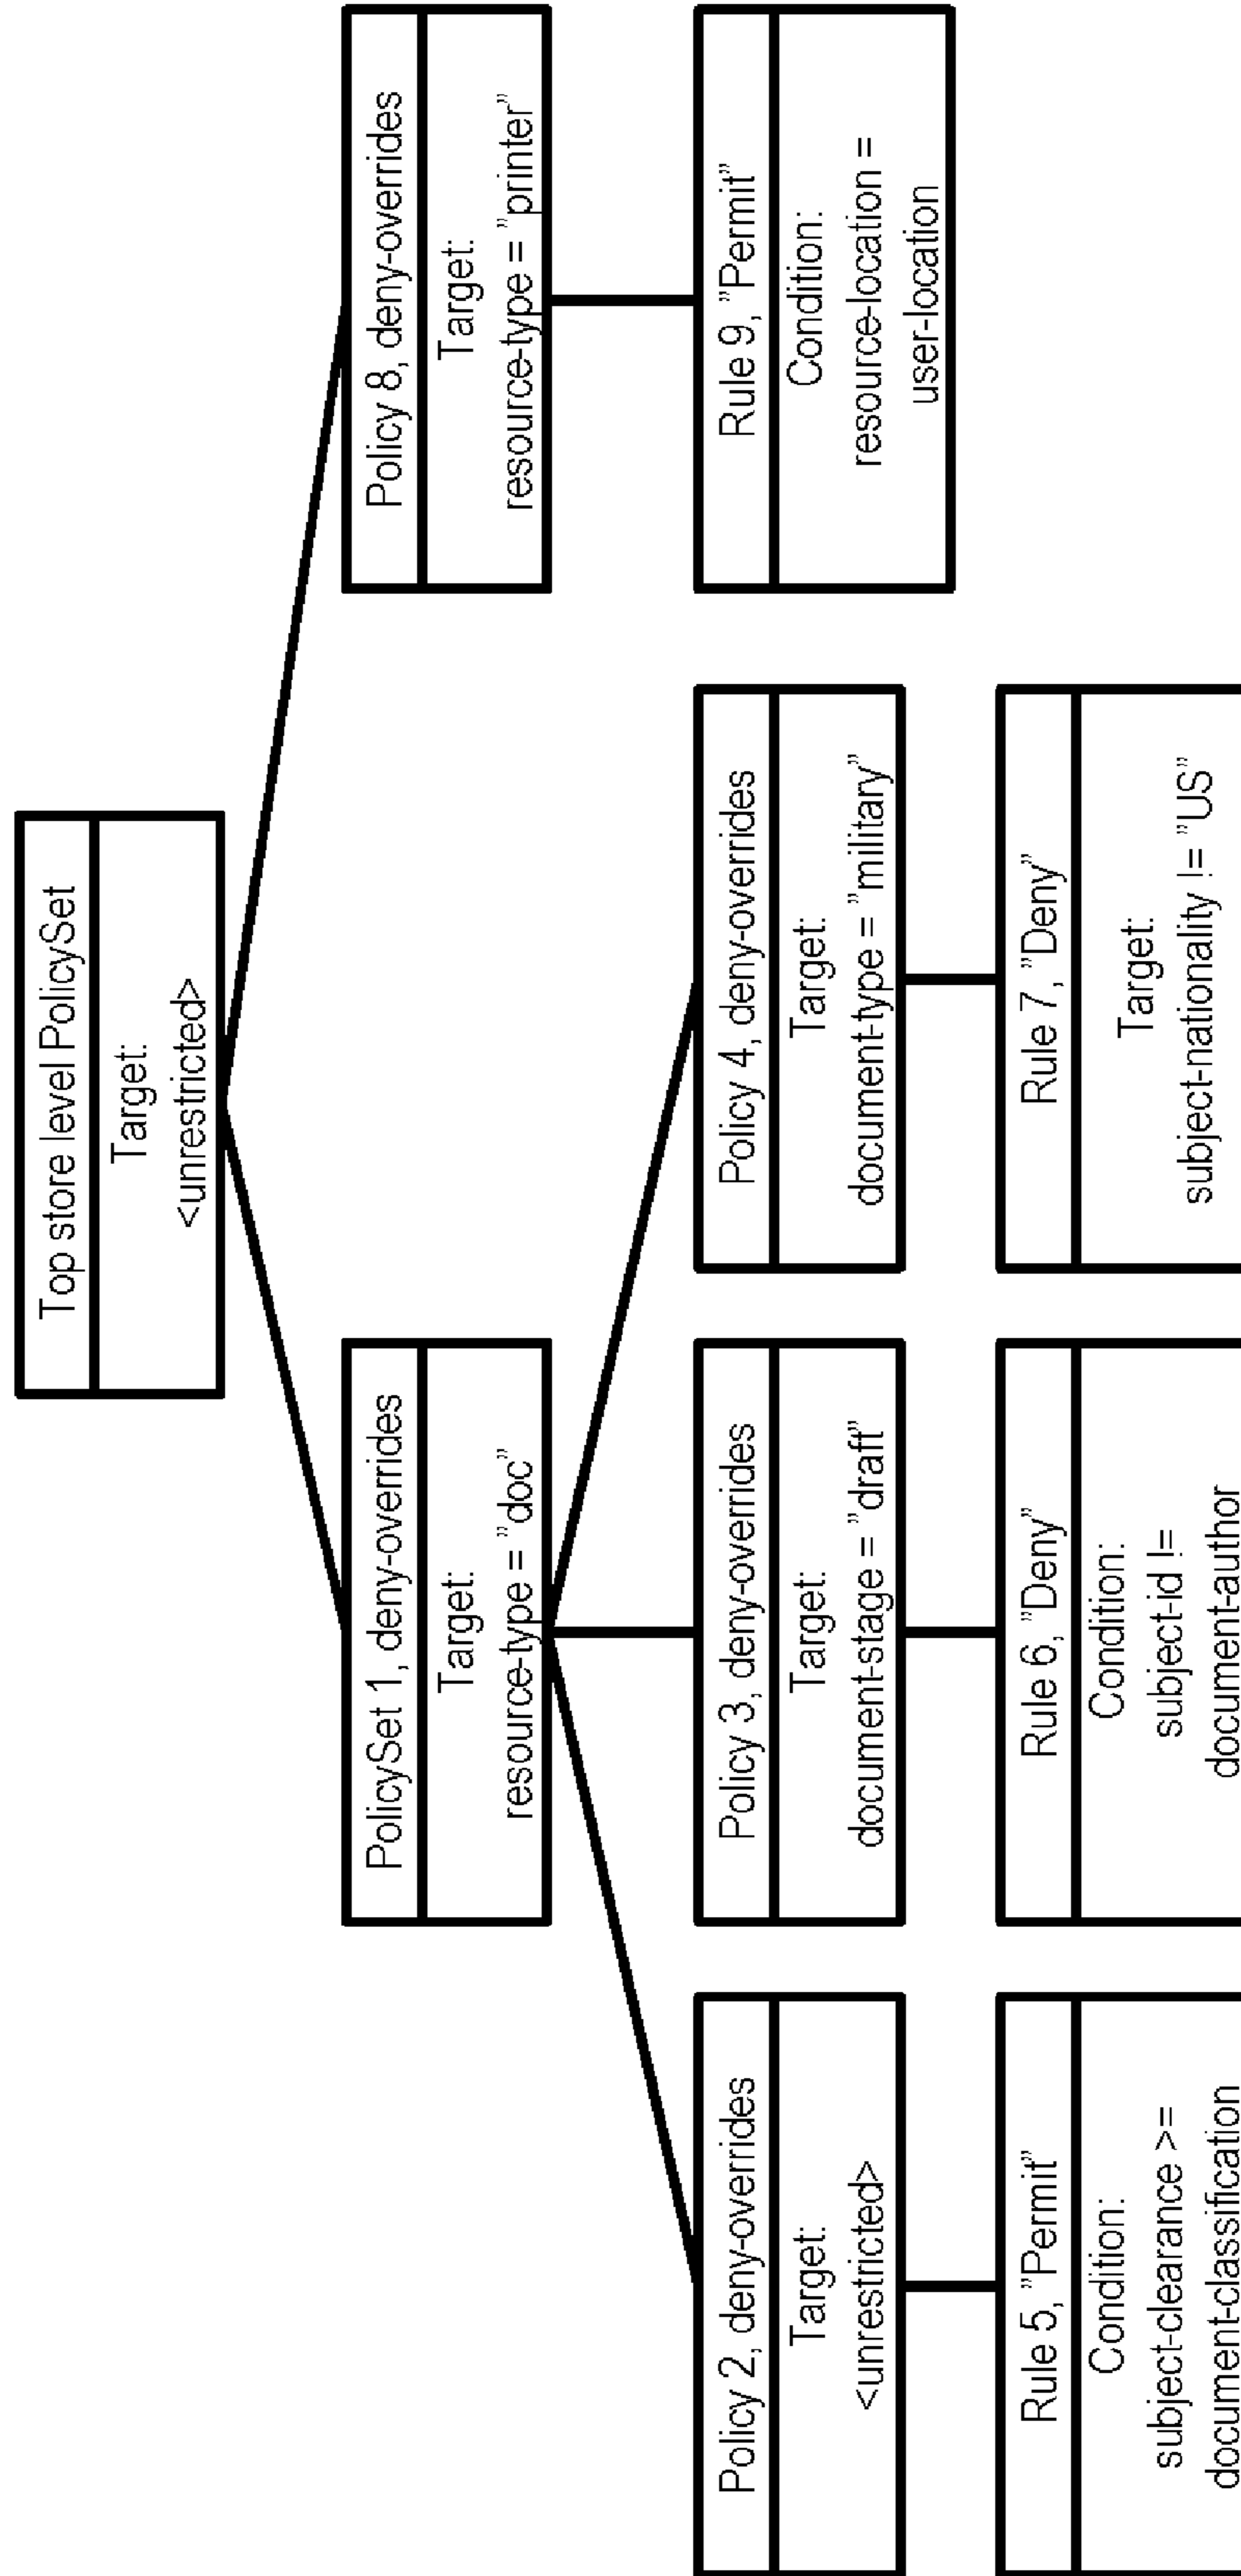 Top store level PolicySet
Target:
<unrestricted>
PolicySet 1, deny-overrides
Target:
resource-type = ”doc”
Policy 8, deny-overrides
Target:
resource-type = ”printer”
Policy 2, deny-overrides
Target:
<unrestricted>
Policy 3, deny-overrides
Target:
document-stage = ”draft”
Policy 4, deny-overrides
Target:
document-type = ”military”
Rule 9, ”Permit”
Condition:
resource-location =
user-location
Rule 5, ”Permit”
Condition:
subject-clearance >=
document-classification
Rule 6, ”Deny”
Condition:
subject-id !=
document-author
Rule 7, ”Deny”
Target:
subject-nationality != ”US”